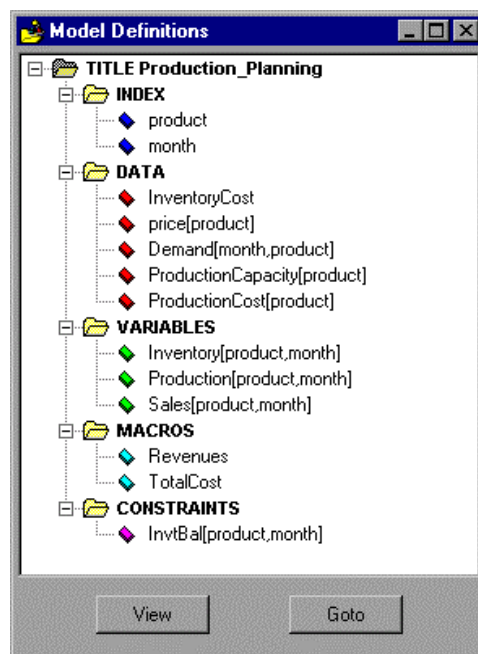 Model Definitions
TITLE Production_Planning
INDEX
product
month
DATA
InventoryCost
price[product]
Demand[month,product]
ProductionCapacity[product]
ProductionCost[product]
VARIABLES
Inventory[product,month]
Production[product,month]
Sales[product,month]
MACROS
Revenues
TotalCost
CONSTRAINTS
InvtBal[product,month]
View Goto